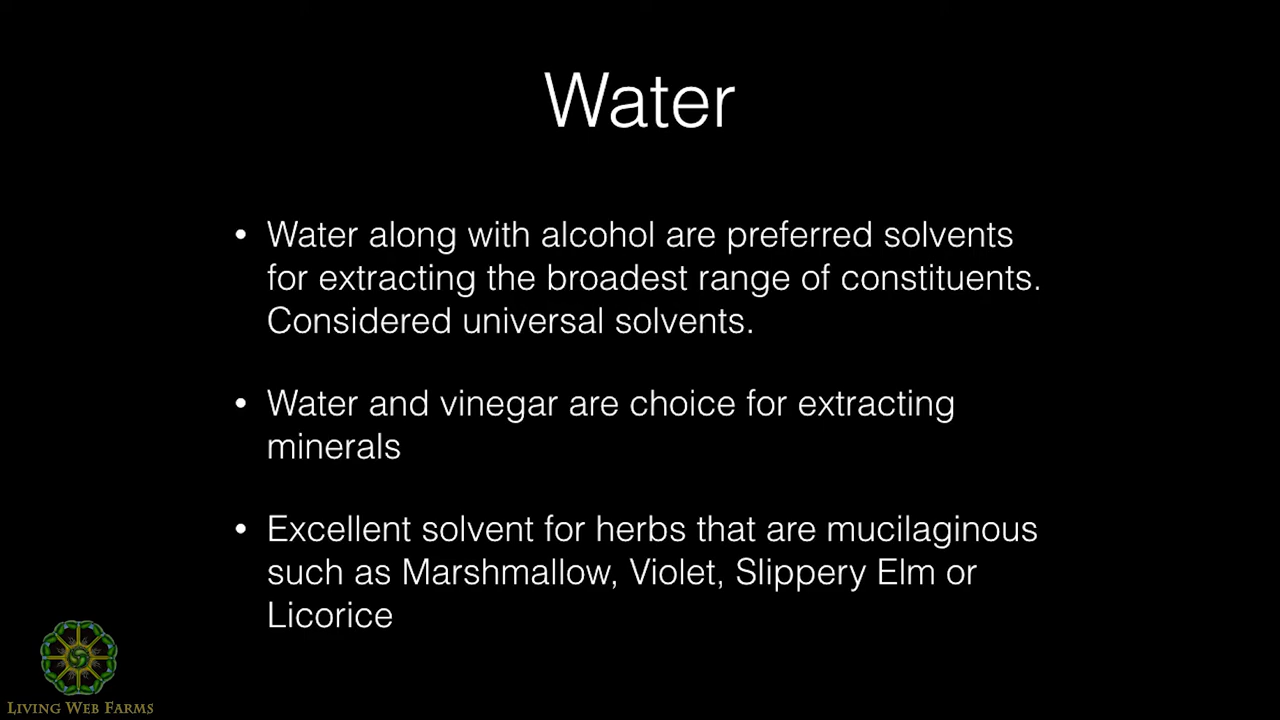 Water
• Water along with alcohol are preferred solvents
for extracting the broadest range of constituents.
Considered universal solvents.
• Water and vinegar are choice for extracting
minerals
• Excellent solvent for herbs that are mucilaginous
such as Marshmallow, Violet, Slippery Elm or
Licorice
LIVING WEB FARMS